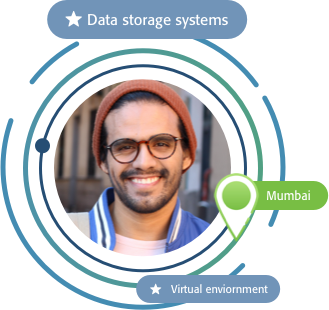 Data storage systems
Mumbai
Virtual enviornment